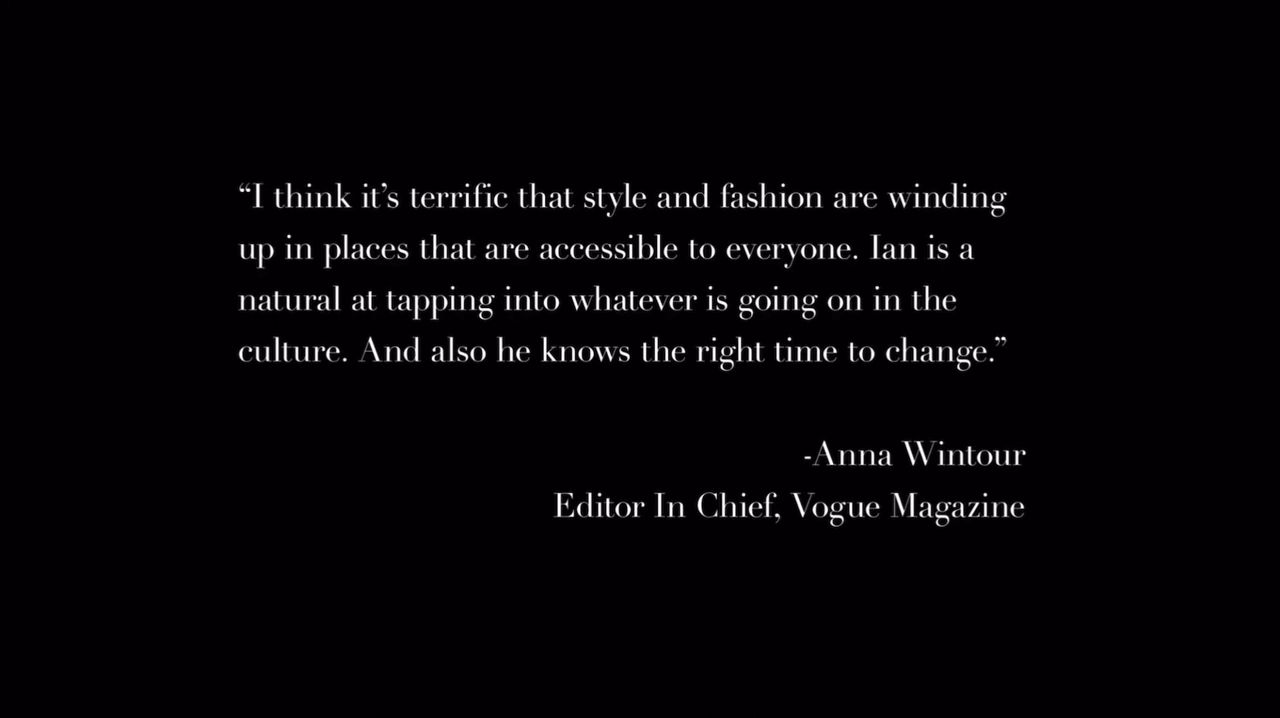 “I think it’s terrific that style and fashion are winding
up in places that are accessible to everyone. Ian is a
natural at tapping into whatever is going on in the
culture. And also he knows the right time to change.”
-Anna Wintour
Editor In Chief, Vogue Magazine